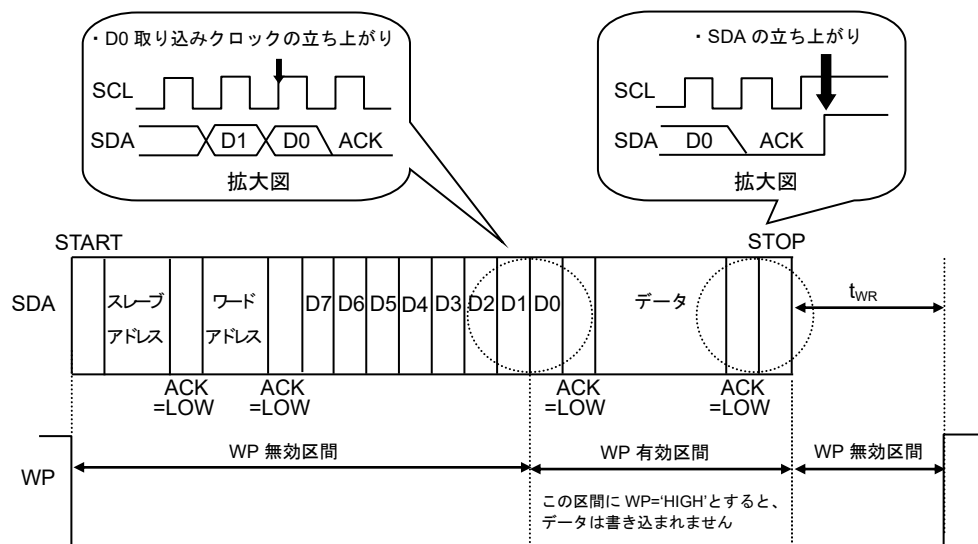 ・D0 取り込みクロックの立ち上がり
SCL
SDA D1 D0 ACK
拡大図
・SDA の立ち上がり
SCL
SDA D0 ACK
拡大図
START
STOP
SDA
スレーブ
アドレス
ワード
アドレス
D7 D6 D5 D4 D3 D2 D1 D0
データ
tWR
ACK
=LOW
ACK
=LOW
ACK
=LOW
ACK
=LOW
WP
WP 無効区間
WP 有効区間
WP 無効区間
この区間に WP=‘HIGH’とすると、
データは書き込まれません